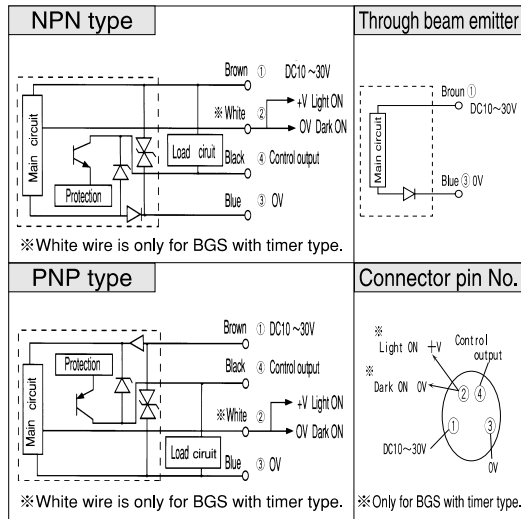 NPN type
Brown ① DC10～30V
※White ②
+V Light ON
OV Dark ON
Main circuit
Load ciruit
Black ④ Control output
Protection
Blue ③ OV
※White wire is only for BGS with timer type.
Through beam emitter
Broun ①
DC10～30V
Main circuit
Blue ③ OV
PNP type
Brown ① DC10～30V
Black ④ Control output
Protection
※White ②
+V Light ON
OV Dark ON
Main circuit
Load ciruit
Blue ③ OV
※White wire is only for BGS with timer type.
Connector pin No.
※
Light ON +V
Control output
※
Dark ON 0V
② ④
① ③
DC10～30V
0V
※Only for BGS with timer type.